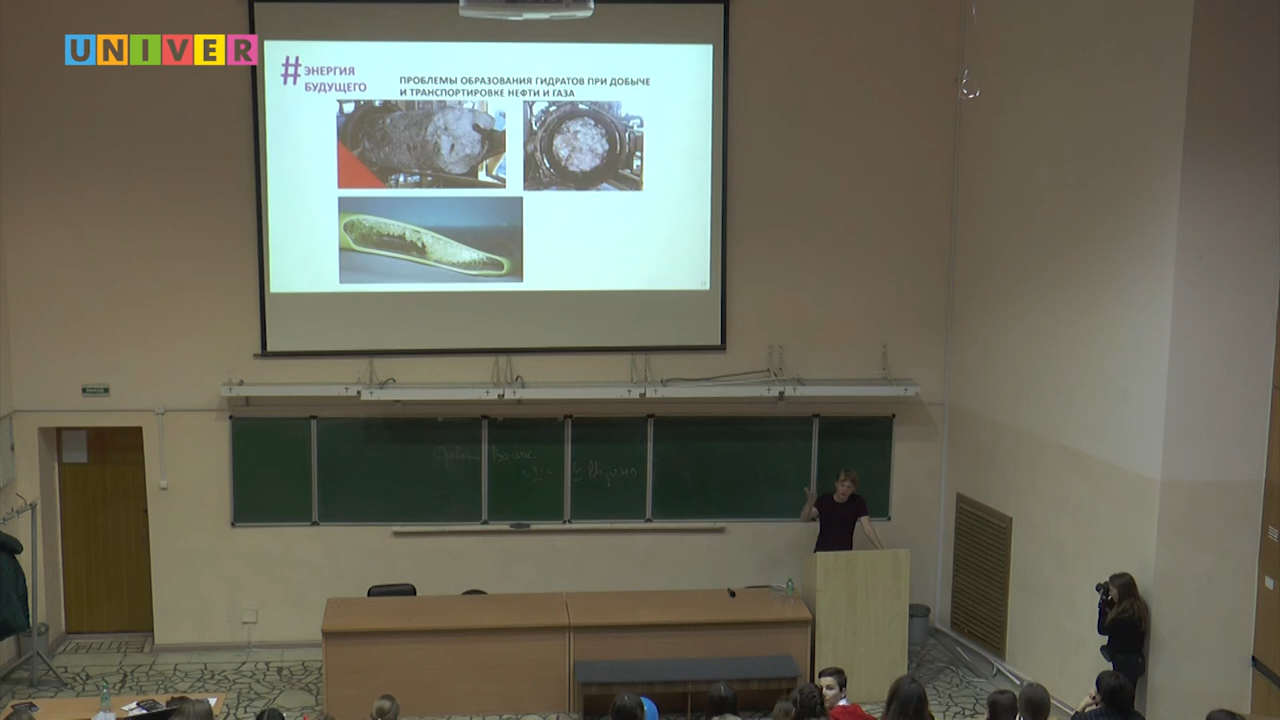 UNIVER
#ЭНЕРГИЯ
БУДУЩЕГО
ПРОБЛЕМЫ ОБРАЗОВАНИЯ ГИДРАТОВ ПРИ ДОБЫЧЕ
И ТРАНСПОРТИРОВКЕ НЕФТИ И ГАЗА